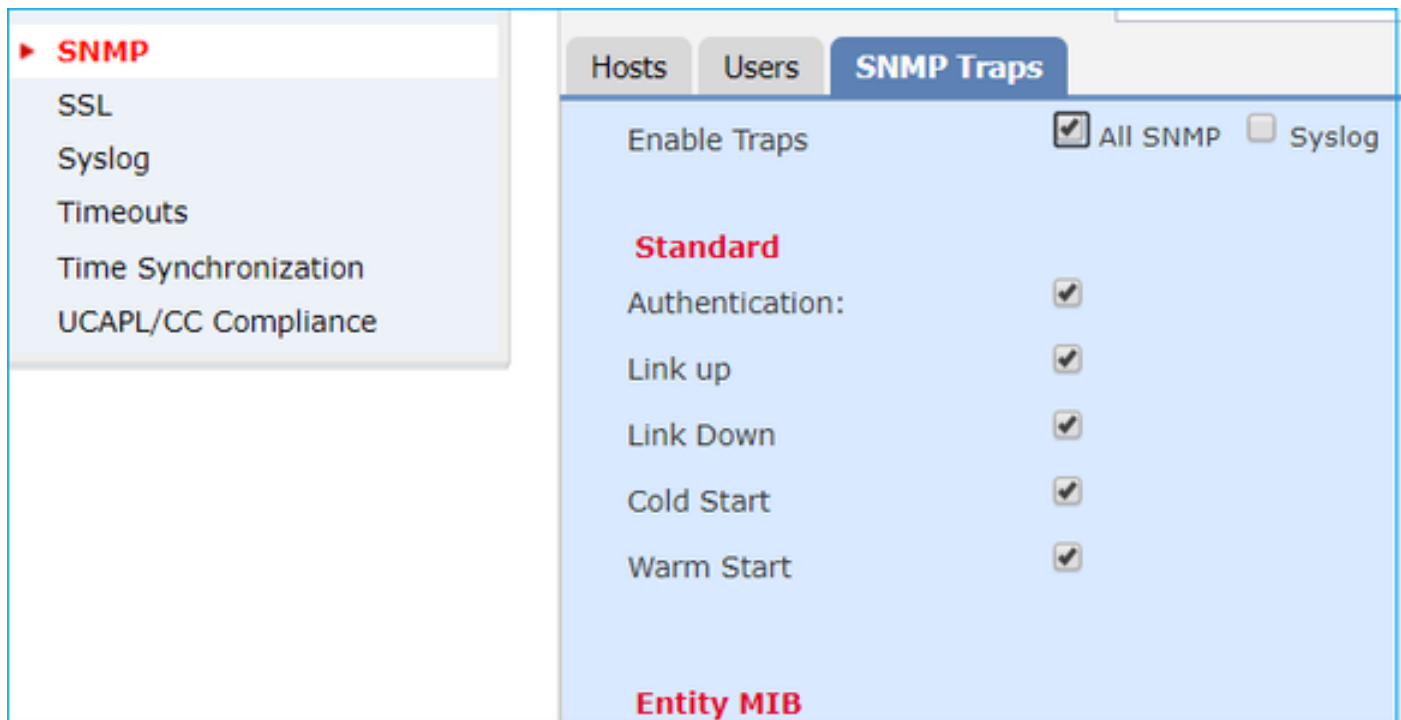 SNMP
SSL
Syslog
Timeouts
Time Synchronization
UCAPL/CC Compliance
Hosts Users SNMP Traps
Enable Traps All SNMP Syslog
Standard
Authentication:
Link up
Link Down
Cold Start
Warm Start
Entity MIB